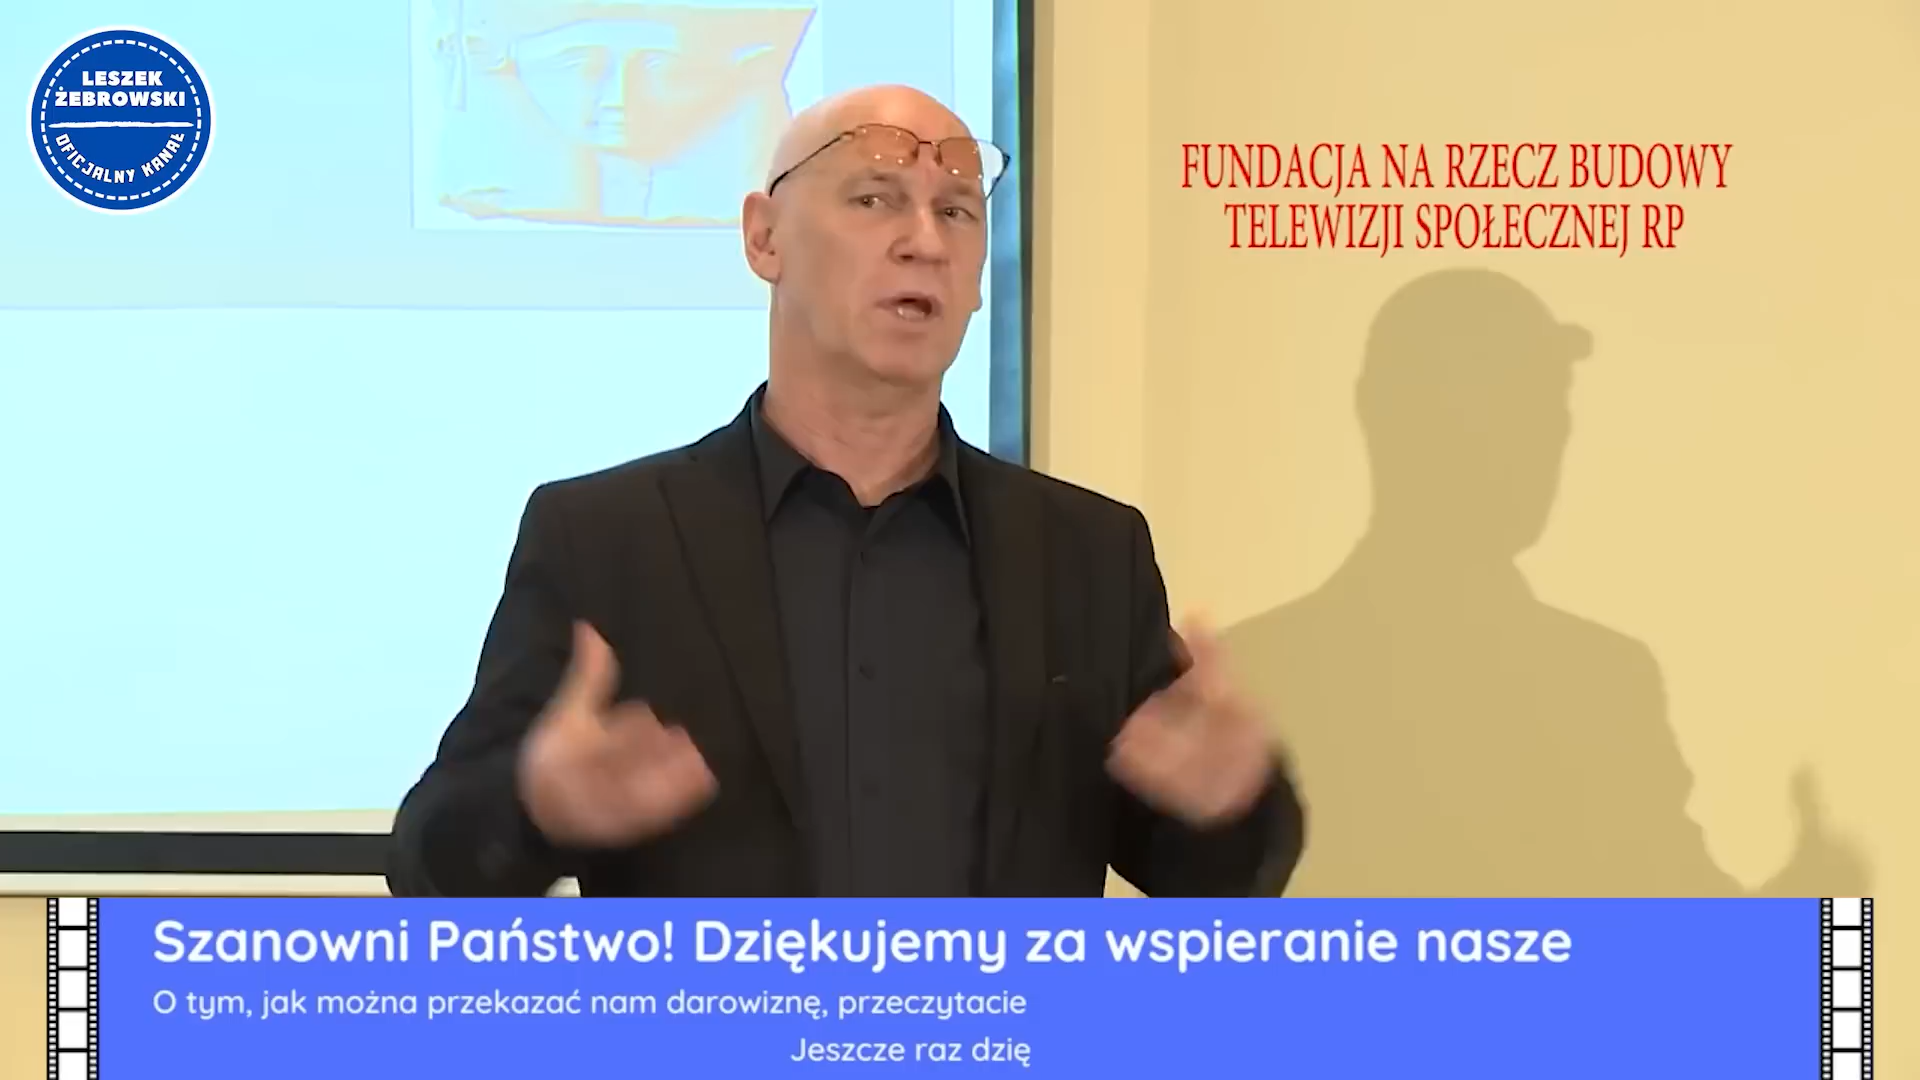 LESZEK
ŻEBROWSKI
OFICJALNY KANAŁ
FUNDACJA NA RZECZ BUDOWY
TELEWIZJI SPOŁECZNEJ RP
Szanowni Państwo! Dziękujemy za wspieranie nasze
O tym, jak można przekazać nam darowiznę, przeczytacie
Jeszcze raz dzię